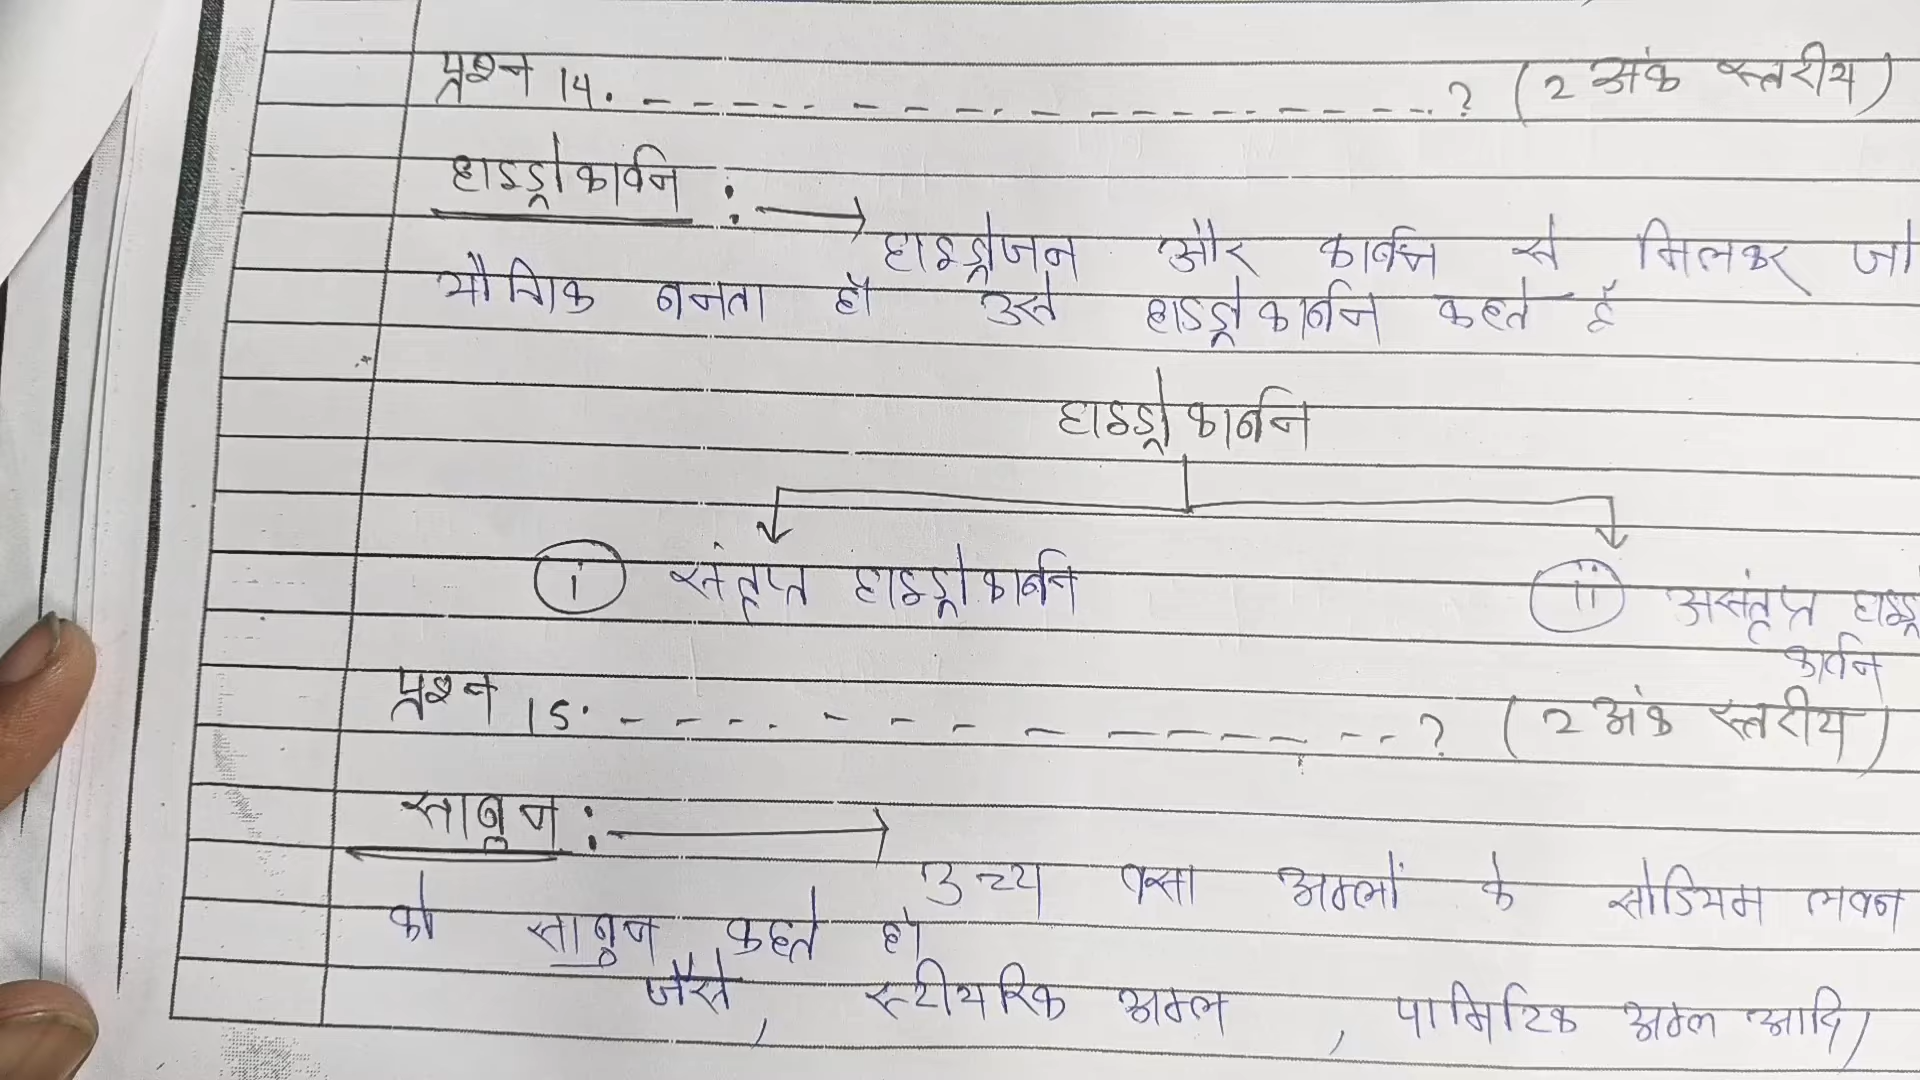 प्रश्न 14. - - - - - - - - - - - - - - - - - ? ( 2 अंक स्तरीय )
हाइड्रोकार्बन :→
हाइड्रोजन और कार्बन से मिलकर जो
यौगिक बनता है। उसे हाइड्रोकार्बन कहते हैं
हाइड्रोकार्बन
i संतृप्त हाइड्रोकार्बन
ii असंतृप्त हाइड्रो
कार्बन
प्रश्न 15. - - - - - - - - - - - - - - - ? ( 2 अंक स्तरीय )
साबुन :→
उच्च वसा अम्लों के सोडियम लवन
को साबुन कहते है।
जैसे, स्टीयरिक अम्ल , पामिटिक अम्ल आदि।